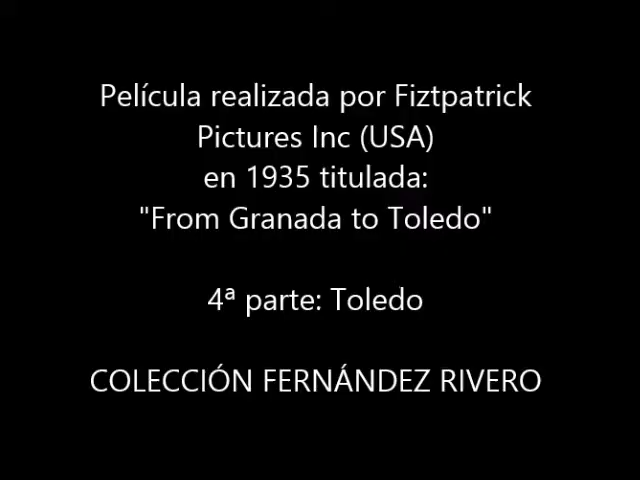 Película realizada por Fiztpatrick
Pictures Inc (USA)
en 1935 titulada:
"From Granada to Toledo"
4ª parte: Toledo
COLECCIÓN FERNÁNDEZ RIVERO